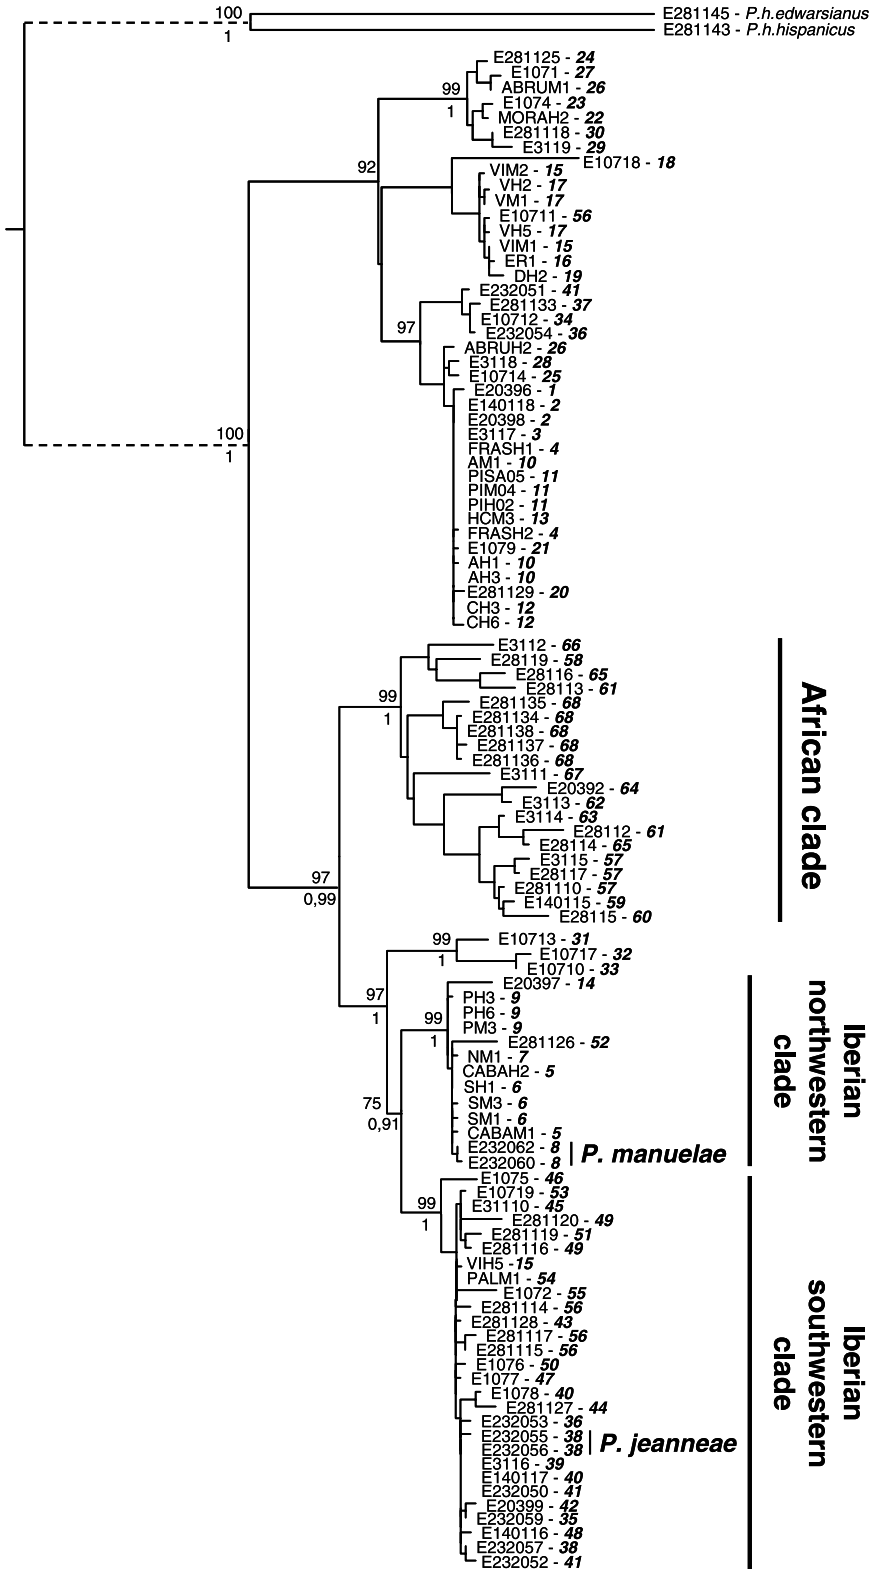 100
1
E281145 - P.h.edwarsianus
E281143 - P.h.hispanicus
E281125 - 24
E1071 - 27
99
ABRUM1 - 26
E1074 - 23
1
MORAH2 - 22
E281118 - 30
E3119 - 29
92
E10718 - 18
VIM2 - 15
VH2 - 17
VM1 - 17
E10711 - 56
VH5 - 17
VIM1 - 15
ER1 - 16
DH2 - 19
E232051 - 41
E281133 - 37
E10712 - 34
97
E232054 - 36
ABRUH2 - 26
E3118 - 28
E10714 - 25
E20396 - 1
E140118 - 2
E20398 - 2
100
E3117 - 3
1
FRASH1 - 4
AM1 - 10
PISA05 - 11
PIM04 - 11
PIH02 - 11
HCM3 - 13
FRASH2 - 4
E1079 - 21
AH1 - 10
AH3 - 10
E281129 - 20
CH3 - 12
CH6 - 12
E3112 - 66
E28119 - 58
E28116 - 65
E28113 - 61
99
1
E281135 - 68
E281134 - 68
E281138 - 68
E281137 - 68
E281136 - 68
E3111 - 67
E20392 - 64
E3113 - 62
E3114 - 63
E28112 - 61
E28114 - 65
E3115 - 57
E28117 - 57
97
0,99
E281110 - 57
E140115 - 59
E28115 - 60
African clade
99
1
E10713 - 31
E10717 - 32
E10710 - 33
97
1
E20397 - 14
PH3 - 9
PH6 - 9
99
1
PM3 - 9
E281126 - 52
NM1 - 7
CABAH2 - 5
SH1 - 6
75
0,91
SM3 - 6
SM1 - 6
CABAM1 - 5
E232062 - 8
E232060 - 8
P. manuelae
Iberian
northwestern
clade
E1075 - 46
E10719 - 53
99
1
E31110 - 45
E281120 - 49
E281119 - 51
E281116 - 49
VIH5 -15
PALM1 - 54
E1072 - 55
E281114 - 56
E281128 - 43
E281117 - 56
E281115 - 56
E1076 - 50
E1077 - 47
E1078 - 40
E281127 - 44
E232053 - 36
E232055 - 38
E232056 - 38
P. jeanneae
E3116 - 39
E140117 - 40
E232050 - 41
E20399 - 42
E232059 - 35
E140116 - 48
E232057 - 38
E232052 - 41
Iberian
southwestern
clade